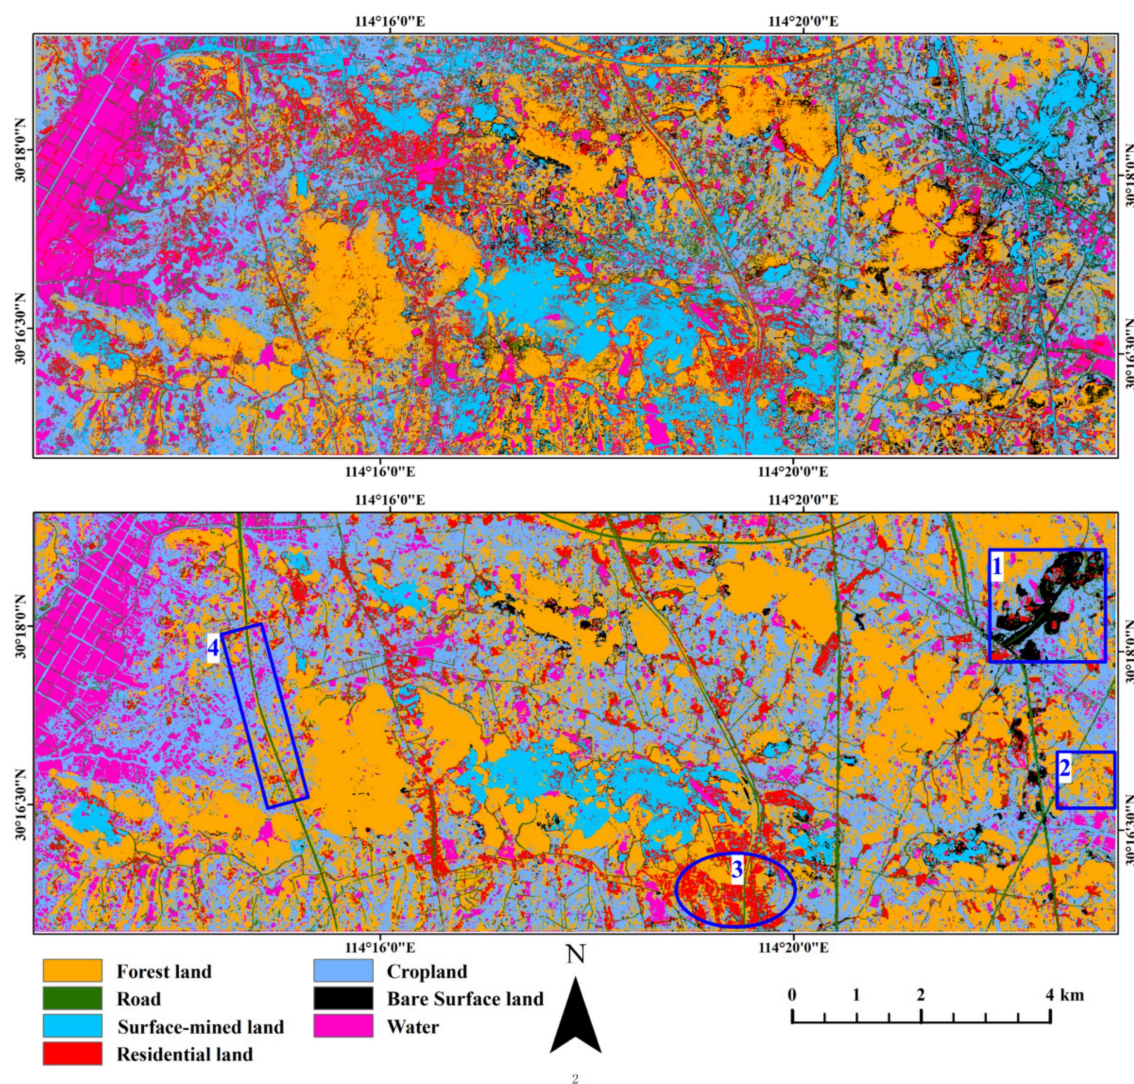 114°16'0"E 114°20'0"E
30°18'0"N
30°18'0"N
30°16'30"N
30°16'30"N
114°16'0"E 114°20'0"E
114°16'0"E 114°20'0"E
1
30°18'0"N
4
30°18'0"N
2
30°16'30"N
30°16'30"N
3
114°16'0"E 114°20'0"E
N
Forest land Cropland
Road Bare Surface land
Surface-mined land Water
Residential land
0 1 2 4 km
2